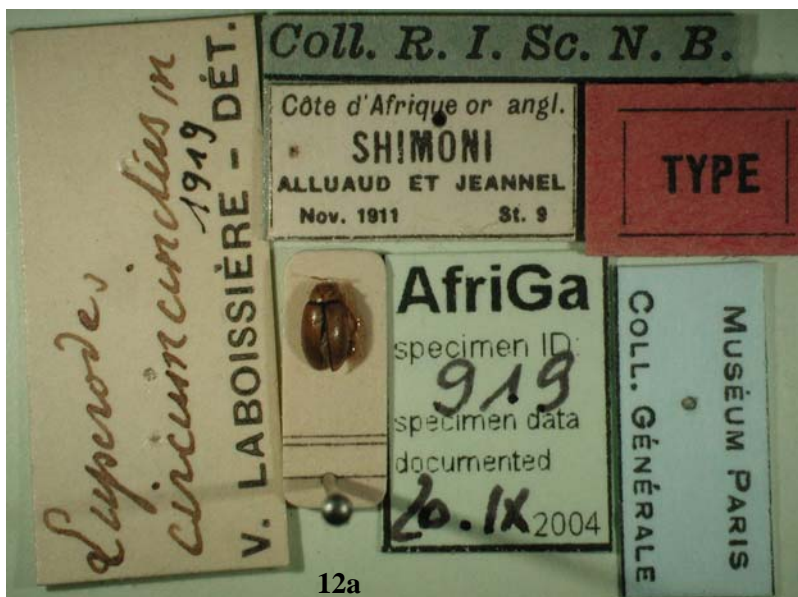 Luperodes
circumcinctus m
1919
V. LABOISSIÈRE – DÉT.
Coll. R. I. Sc. N. B.
Côte d'Afrique or angl.
SHIMONI
ALLUAUD ET JEANNEL
Nov. 1911 St. 9
TYPE
AfriGa
specimen ID:
919
specimen data
documented
20.IX 2004
MUSÉUM PARIS
COLL. GÉNÉRALE
12a